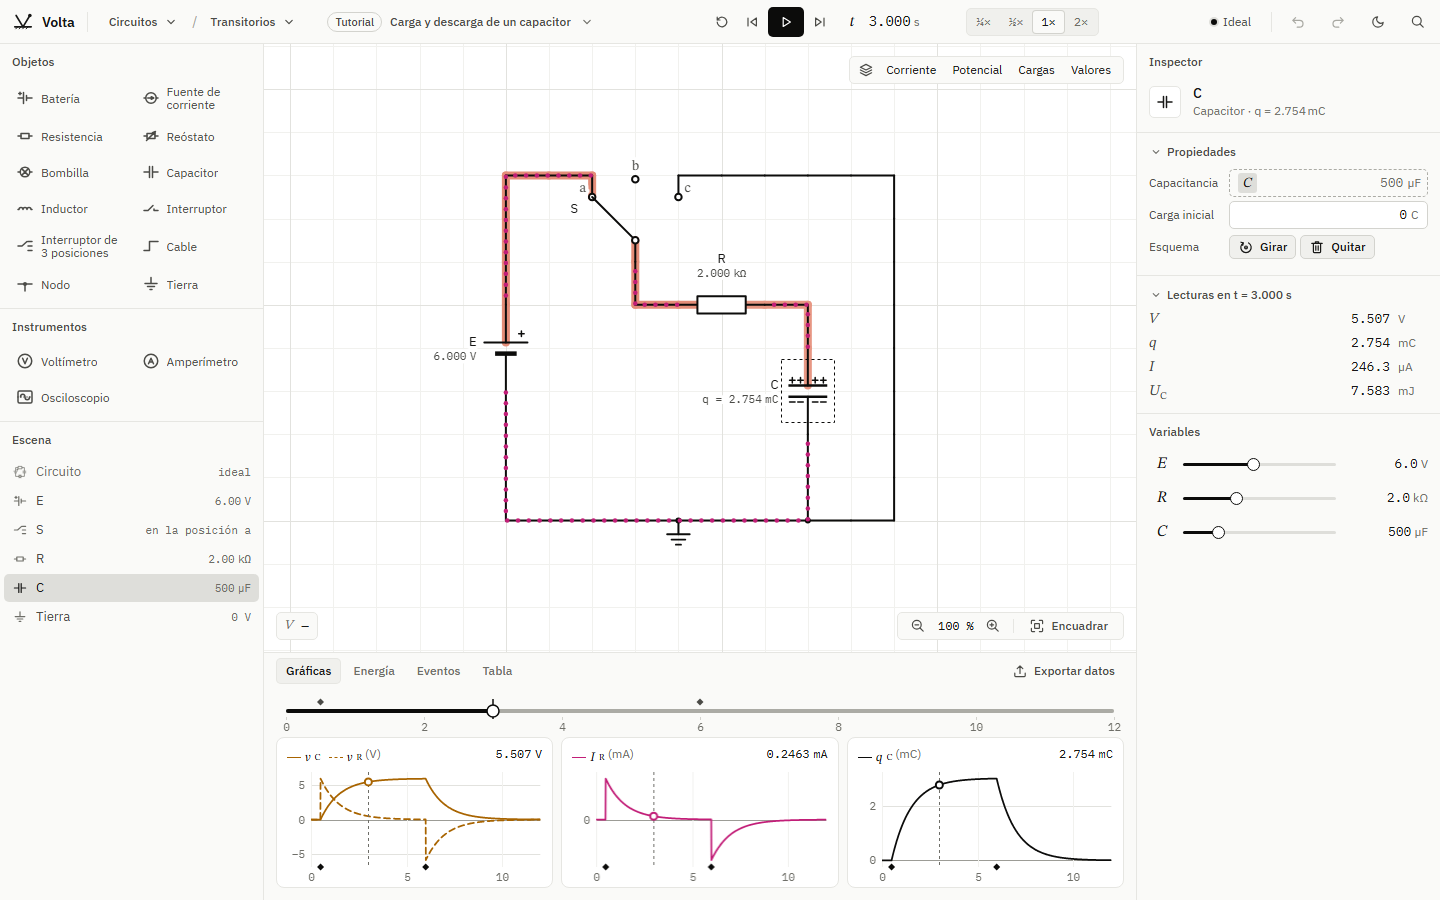 Volta
Circuitos
/
Transitorios
Tutorial
Carga y descarga de un capacitor
t 3.000 s
¼×
½×
1×
2×
Ideal
Objetos
Batería
Fuente de
corriente
Resistencia
Reóstato
Bombilla
Capacitor
Inductor
Interruptor
Interruptor de
3 posiciones
Cable
Nodo
Tierra
Instrumentos
Voltímetro
Amperímetro
Osciloscopio
Escena
Circuito ideal
E 6.00 V
S en la posición a
R 2.00 kΩ
C 500 µF
Tierra 0 V
Corriente
Potencial
Cargas
Valores
b
a
c
S
R
2.000 kΩ
E
6.000 V
C
q = 2.754 mC
V –
100 %
Encuadrar
Gráficas
Energía
Eventos
Tabla
Exportar datos
0 2 4 6 8 10 12
v C v R (V) 5.507 V
5
0
−5
0 5 10
I R (mA) 0.2463 mA
0
0 5 10
q C (mC) 2.754 mC
2
0
0 5 10
Inspector
C
Capacitor · q = 2.754 mC
Propiedades
Capacitancia C 500 µF
Carga inicial 0 C
Esquema Girar Quitar
Lecturas en t = 3.000 s
V 5.507 V
q 2.754 mC
I 246.3 µA
UC 7.583 mJ
Variables
E 6.0 V
R 2.0 kΩ
C 500 µF